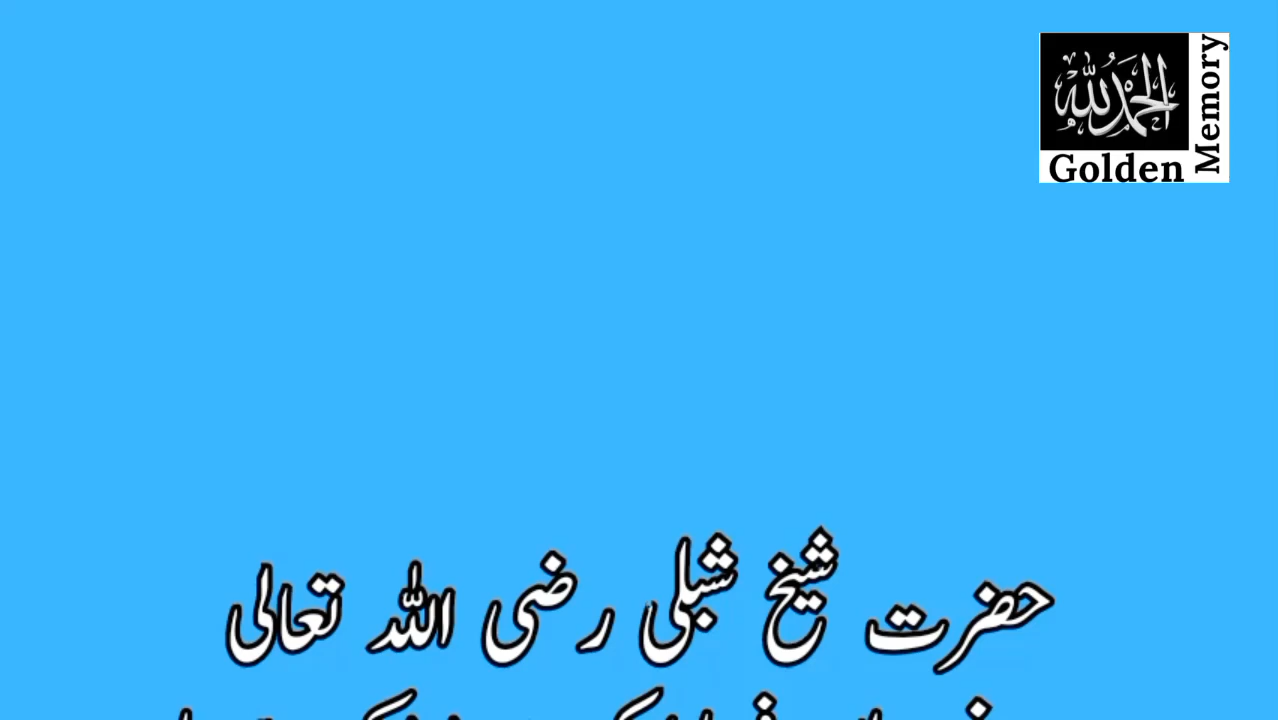 الحمد لله
Golden
Memory
حضرت شیخ شبلی رضی اللہ تعالی